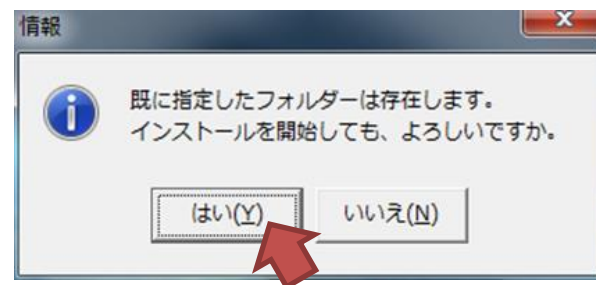 情報
既に指定したフォルダーは存在します。
インストールを開始しても、よろしいですか。
はい(Y)
いいえ(N)